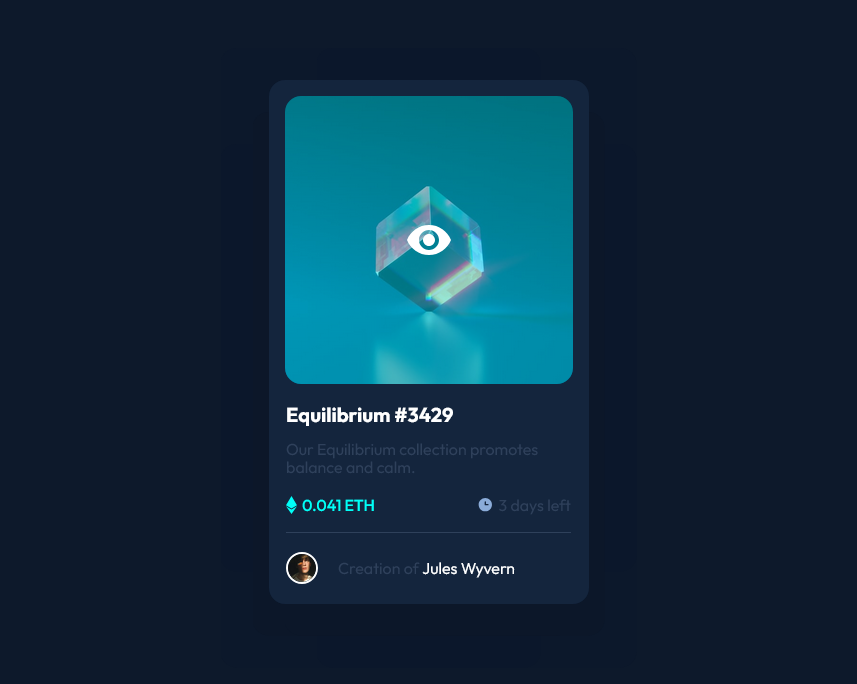 Equilibrium #3429
Our Equilibrium collection promotes
balance and calm.
0.041 ETH
3 days left
Creation of Jules Wyvern